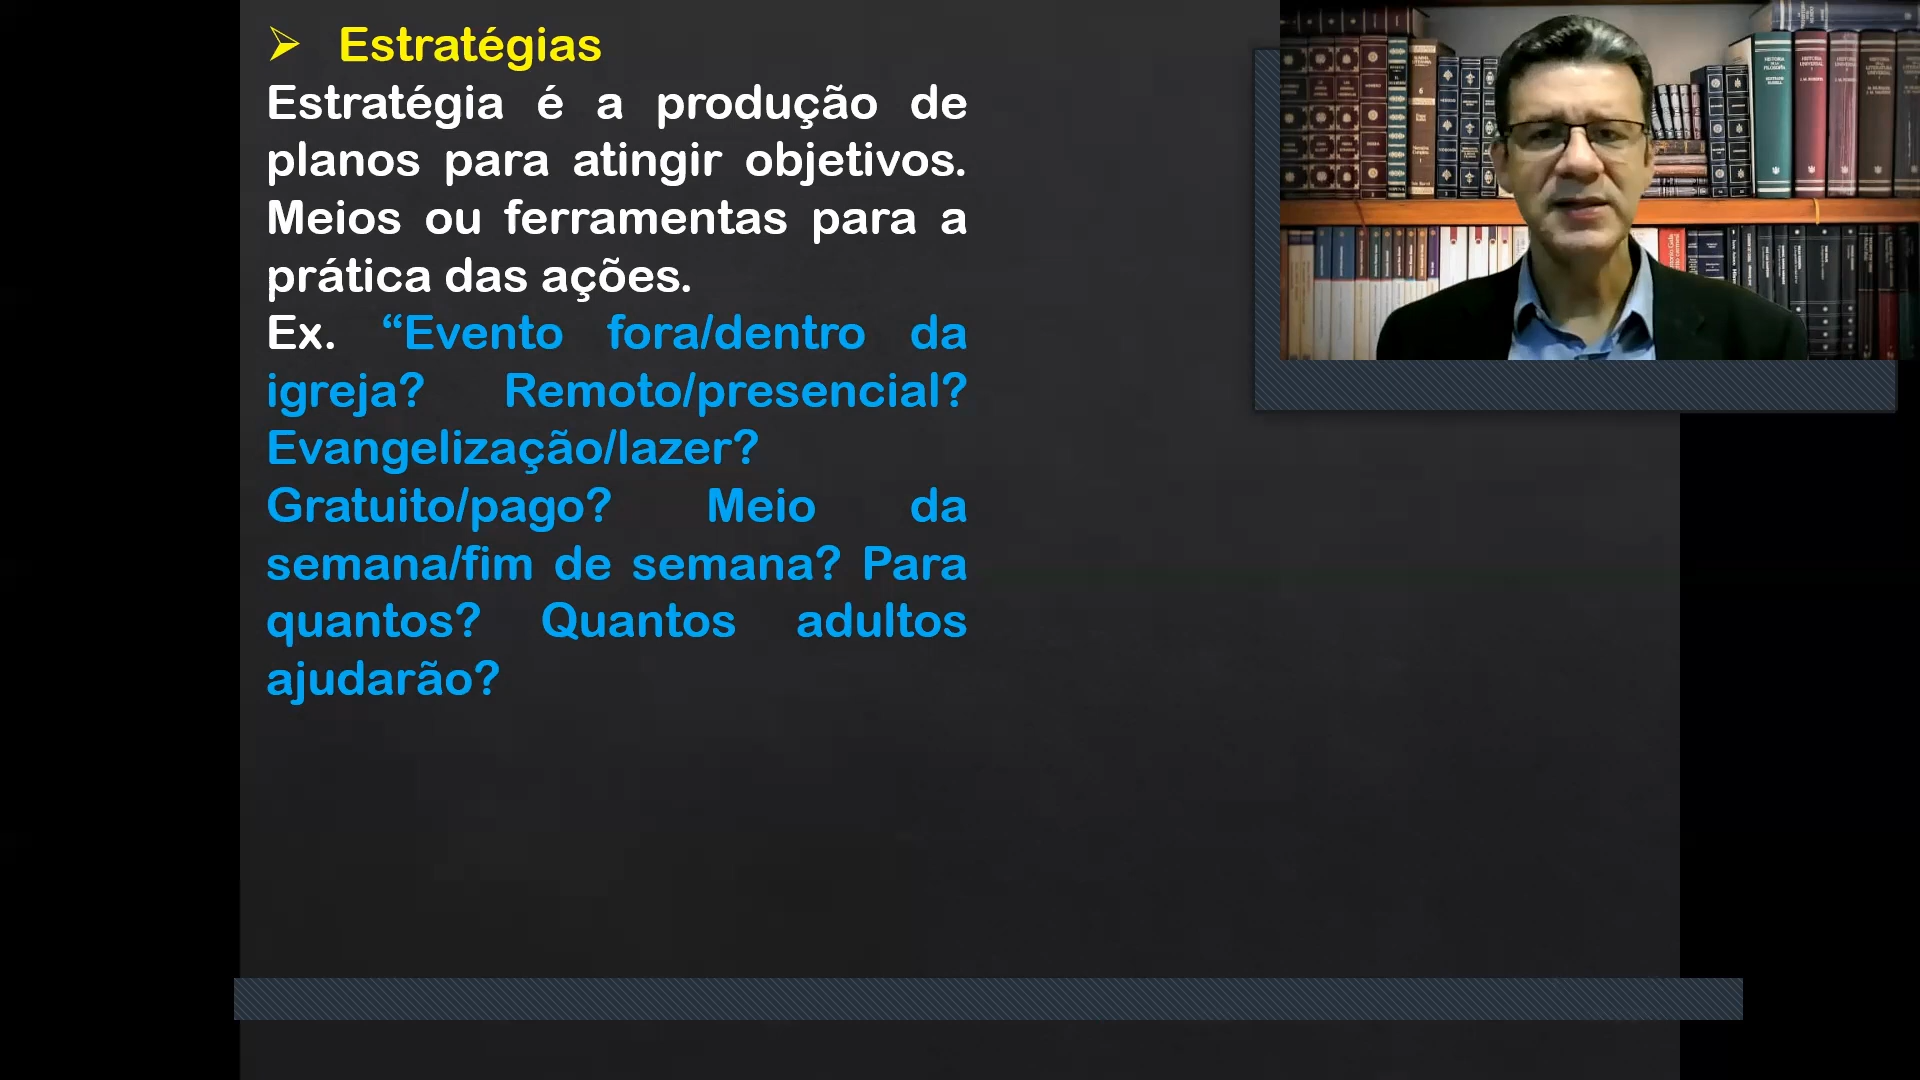 ➢ Estratégias
Estratégia é a produção de
planos para atingir objetivos.
Meios ou ferramentas para a
prática das ações.
Ex. “Evento fora/dentro da
igreja? Remoto/presencial?
Evangelização/lazer?
Gratuito/pago? Meio da
semana/fim de semana? Para
quantos? Quantos adultos
ajudarão?